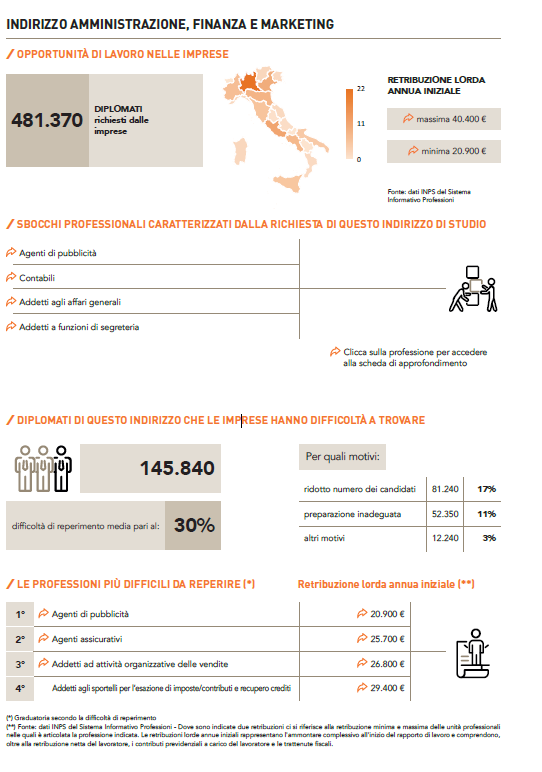 INDIRIZZO AMMINISTRAZIONE, FINANZA E MARKETING
OPPORTUNITÀ DI LAVORO NELLE IMPRESE
481.370
DIPLOMATI
richiesti dalle
imprese
22
11
0
RETRIBUZIONE LORDA
ANNUA INIZIALE
massima 40.400 €
minima 20.900 €
Fonte: dati INPS del Sistema
Informativo Professioni
SBOCCHI PROFESSIONALI CARATTERIZZATI DALLA RICHIESTA DI QUESTO INDIRIZZO DI STUDIO
Agenti di pubblicità
Contabili
Addetti agli affari generali
Addetti a funzioni di segreteria
Clicca sulla professione per accedere
alla scheda di approfondimento
DIPLOMATI DI QUESTO INDIRIZZO CHE LE IMPRESE HANNO DIFFICOLTÀ A TROVARE
145.840
difficoltà di reperimento media pari al: 30%
Per quali motivi:
ridotto numero dei candidati 81.240 17%
preparazione inadeguata 52.350 11%
altri motivi 12.240 3%
LE PROFESSIONI PIÙ DIFFICILI DA REPERIRE (*) Retribuzione lorda annua iniziale (**)
1° Agenti di pubblicità 20.900 €
2° Agenti assicurativi 25.700 €
3° Addetti ad attività organizzative delle vendite 26.800 €
4° Addetti agli sportelli per l'esazione di imposte/contributi e recupero crediti 29.400 €
(*) Graduatoria secondo la difficoltà di reperimento
(**) Fonte: dati INPS del Sistema Informativo Professioni - Dove sono indicate due retribuzioni ci si riferisce alla retribuzione minima e massima delle unità professionali
nelle quali è articolata la professione indicata. Le retribuzioni lorde annue iniziali rappresentano l'ammontare complessivo all'inizio del rapporto di lavoro e comprendono,
oltre alla retribuzione netta del lavoratore, i contributi previdenziali a carico del lavoratore e le trattenute fiscali.